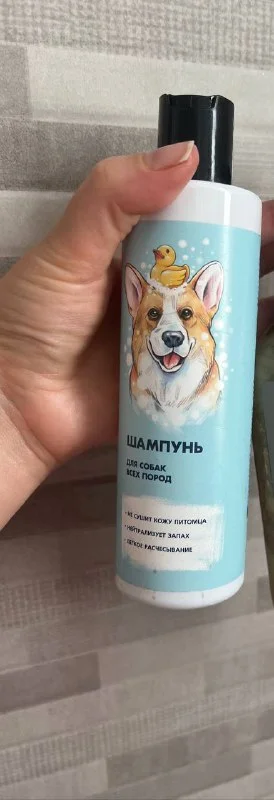 ШАМПУНЬ
ДЛЯ СОБАК
ВСЕХ ПОРОД
• НЕ СУШИТ КОЖУ ПИТОМЦА
• НЕЙТРАЛИЗУЕТ ЗАПАХ
• ЛЕГКОЕ РАСЧЕСЫВАНИЕ